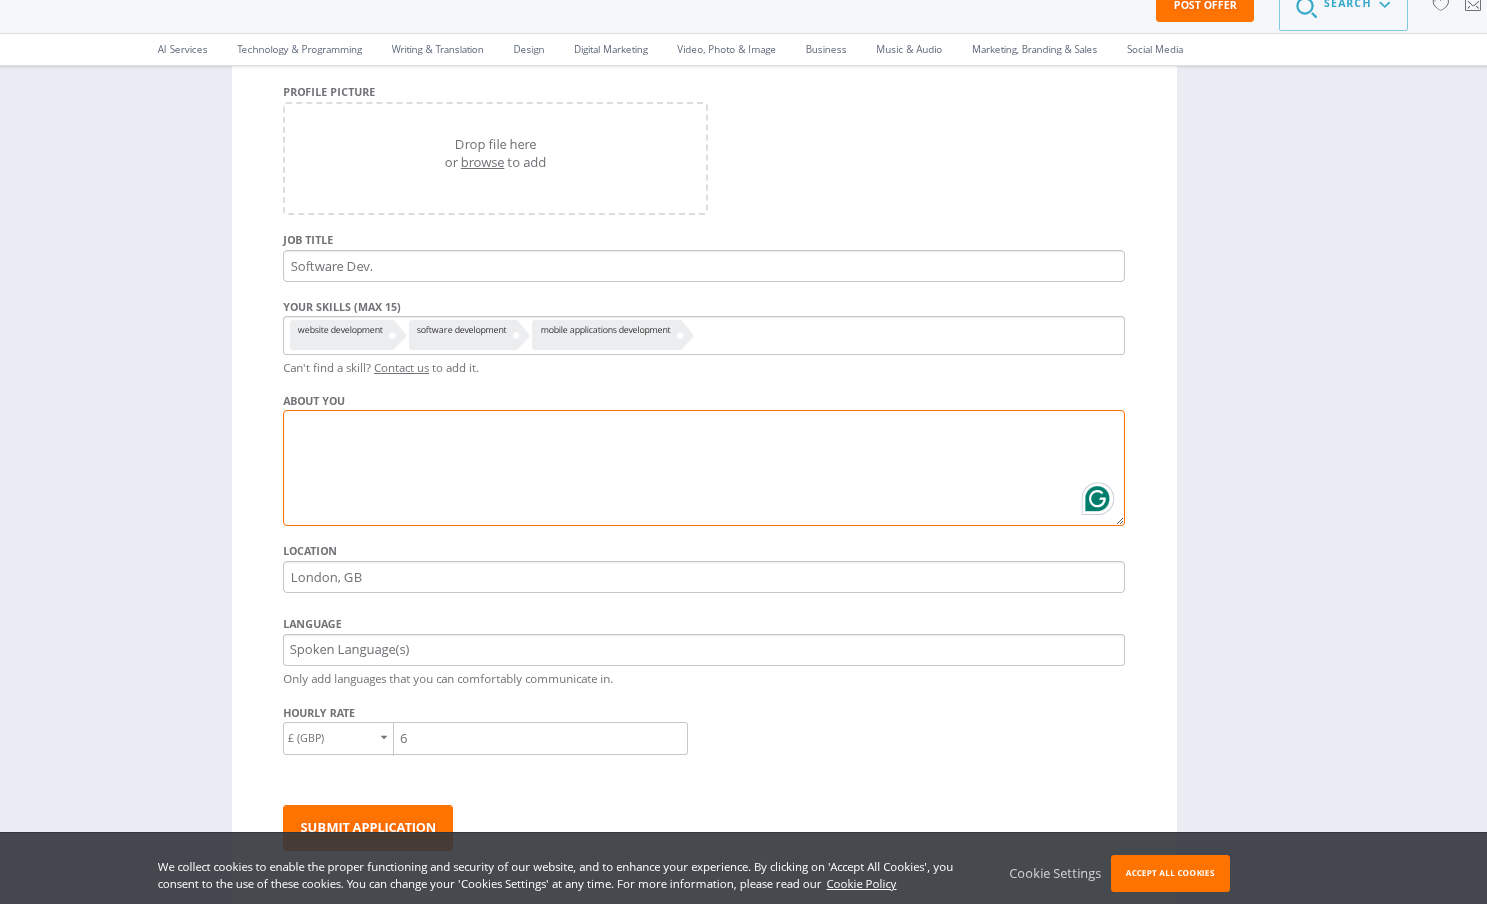 POST OFFER
SEARCH
AI Services Technology & Programming Writing & Translation Design Digital Marketing Video, Photo & Image Business Music & Audio Marketing, Branding & Sales Social Media
PROFILE PICTURE
Drop file here
or browse to add
JOB TITLE
Software Dev.
YOUR SKILLS (MAX 15)
website development software development mobile applications development
Can't find a skill? Contact us to add it.
ABOUT YOU
LOCATION
London, GB
LANGUAGE
Spoken Language(s)
Only add languages that you can comfortably communicate in.
HOURLY RATE
£ (GBP) 6
SUBMIT APPLICATION
We collect cookies to enable the proper functioning and security of our website, and to enhance your experience. By clicking on 'Accept All Cookies', you
consent to the use of these cookies. You can change your 'Cookies Settings' at any time. For more information, please read our Cookie Policy
Cookie Settings
ACCEPT ALL COOKIES